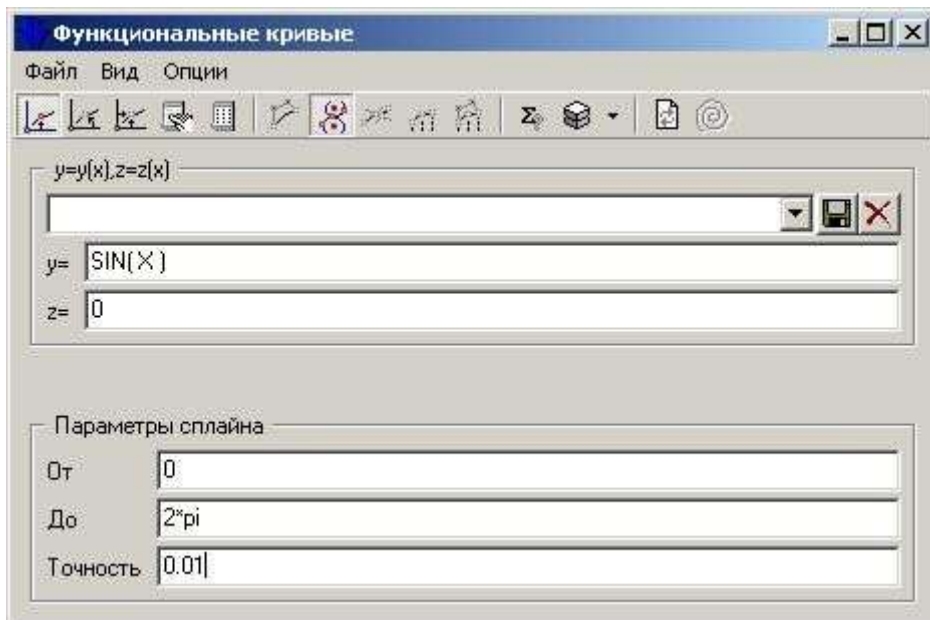 Функциональные кривые
Файл Вид Опции
y=y(x),z=z(x)
y= SIN(X)
z= 0
Параметры сплайна
От 0
До 2*pi
Точность 0.01